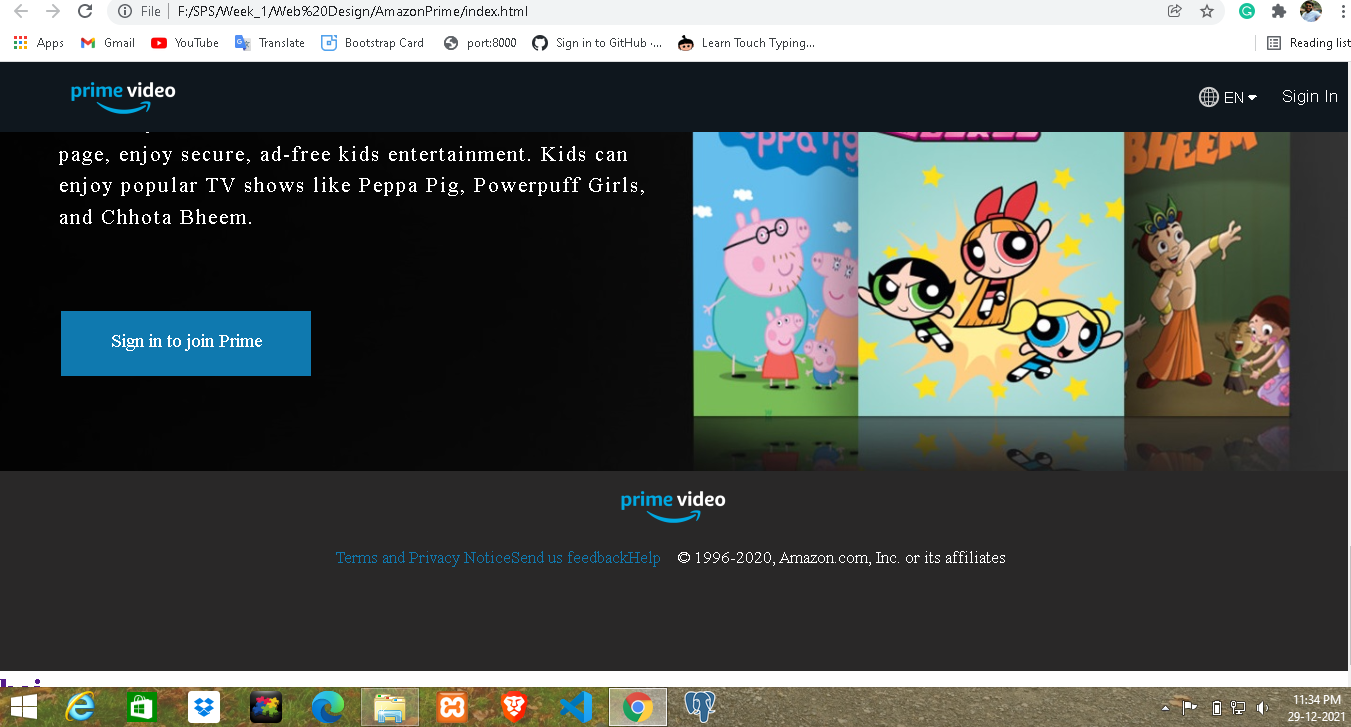 File F:/SPS/Week_1/Web%20Design/AmazonPrime/index.html
Apps Gmail YouTube Translate Bootstrap Card port:8000 Sign in to GitHub ·... Learn Touch Typing... Reading list
prime video EN Sigin In
page, enjoy secure, ad-free kids entertainment. Kids can
enjoy popular TV shows like Peppa Pig, Powerpuff Girls,
and Chhota Bheem.
BHEEM
Sign in to join Prime
prime video
Terms and Privacy NoticeSend us feedbackHelp © 1996-2020, Amazon.com, Inc. or its affiliates
11:34 PM
29-12-2021